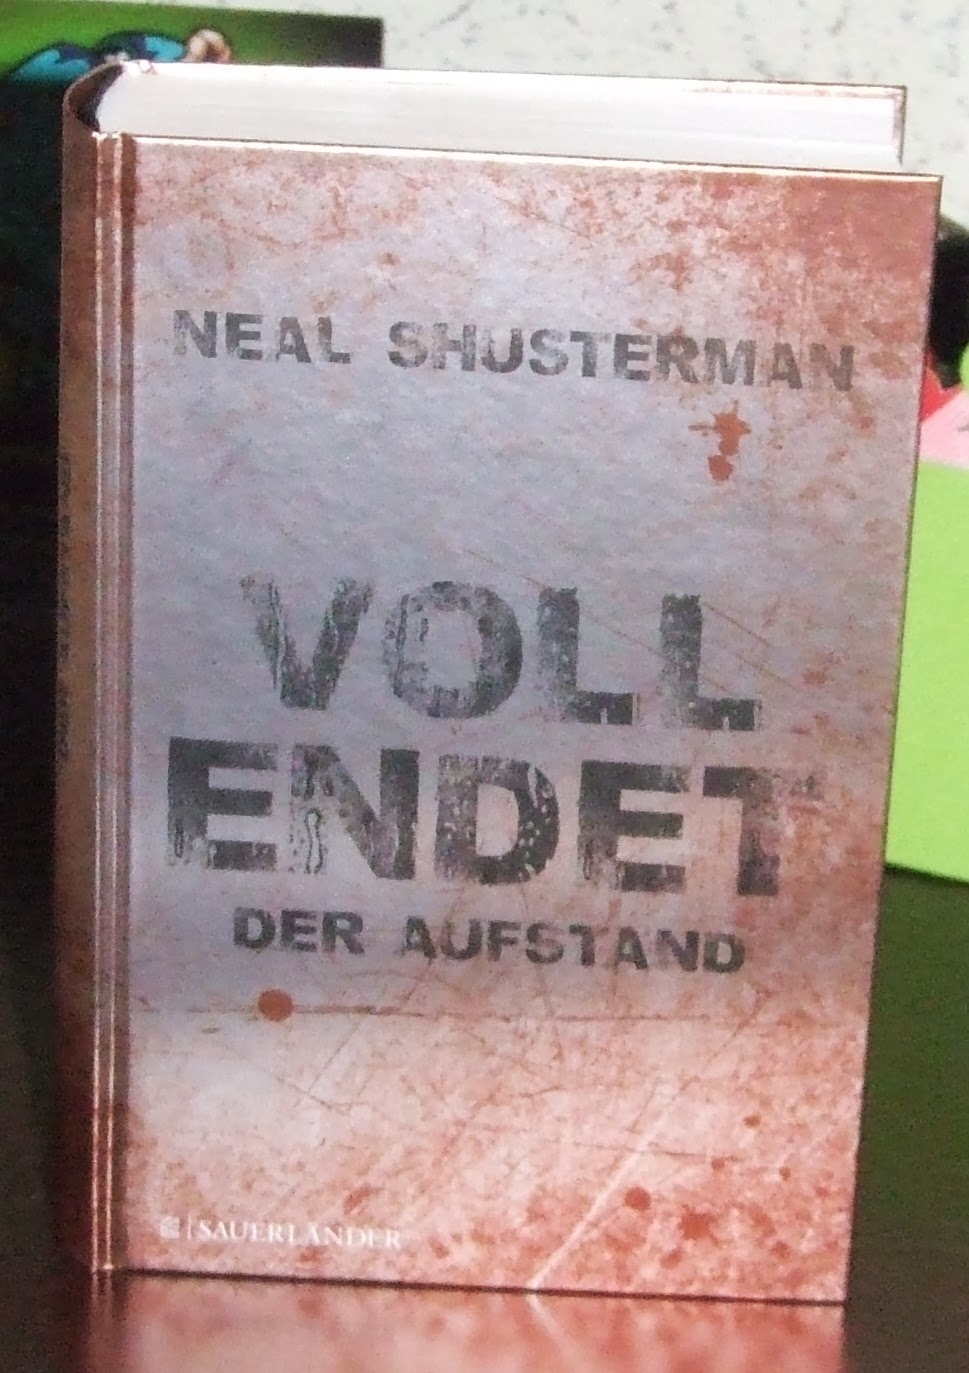 NEAL SHUSTERMAN
VOLL
ENDET
DER AUFSTAND
SAUERLÄNDER